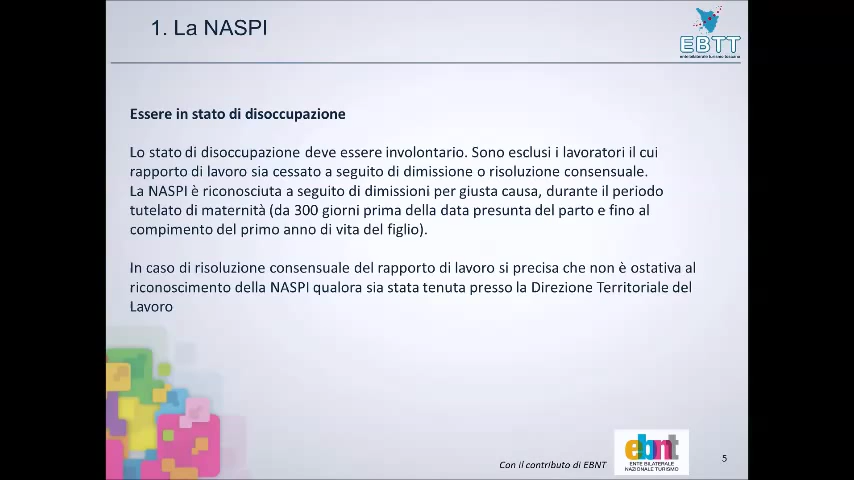 1. La NASPI
EBTT
ente bilaterale turismo toscano
Essere in stato di disoccupazione
Lo stato di disoccupazione deve essere involontario. Sono esclusi i lavoratori il cui
rapporto di lavoro sia cessato a seguito di dimissione o risoluzione consensuale.
La NASPI è riconosciuta a seguito di dimissioni per giusta causa, durante il periodo
tutelato di maternità (da 300 giorni prima della data presunta del parto e fino al
compimento del primo anno di vita del figlio).
In caso di risoluzione consensuale del rapporto di lavoro si precisa che non è ostativa al
riconoscimento della NASPI qualora sia stata tenuta presso la Direzione Territoriale del
Lavoro
Con il contributo di EBNT
ebnt
ENTE BILATERALE
NAZIONALE TURISMO
5